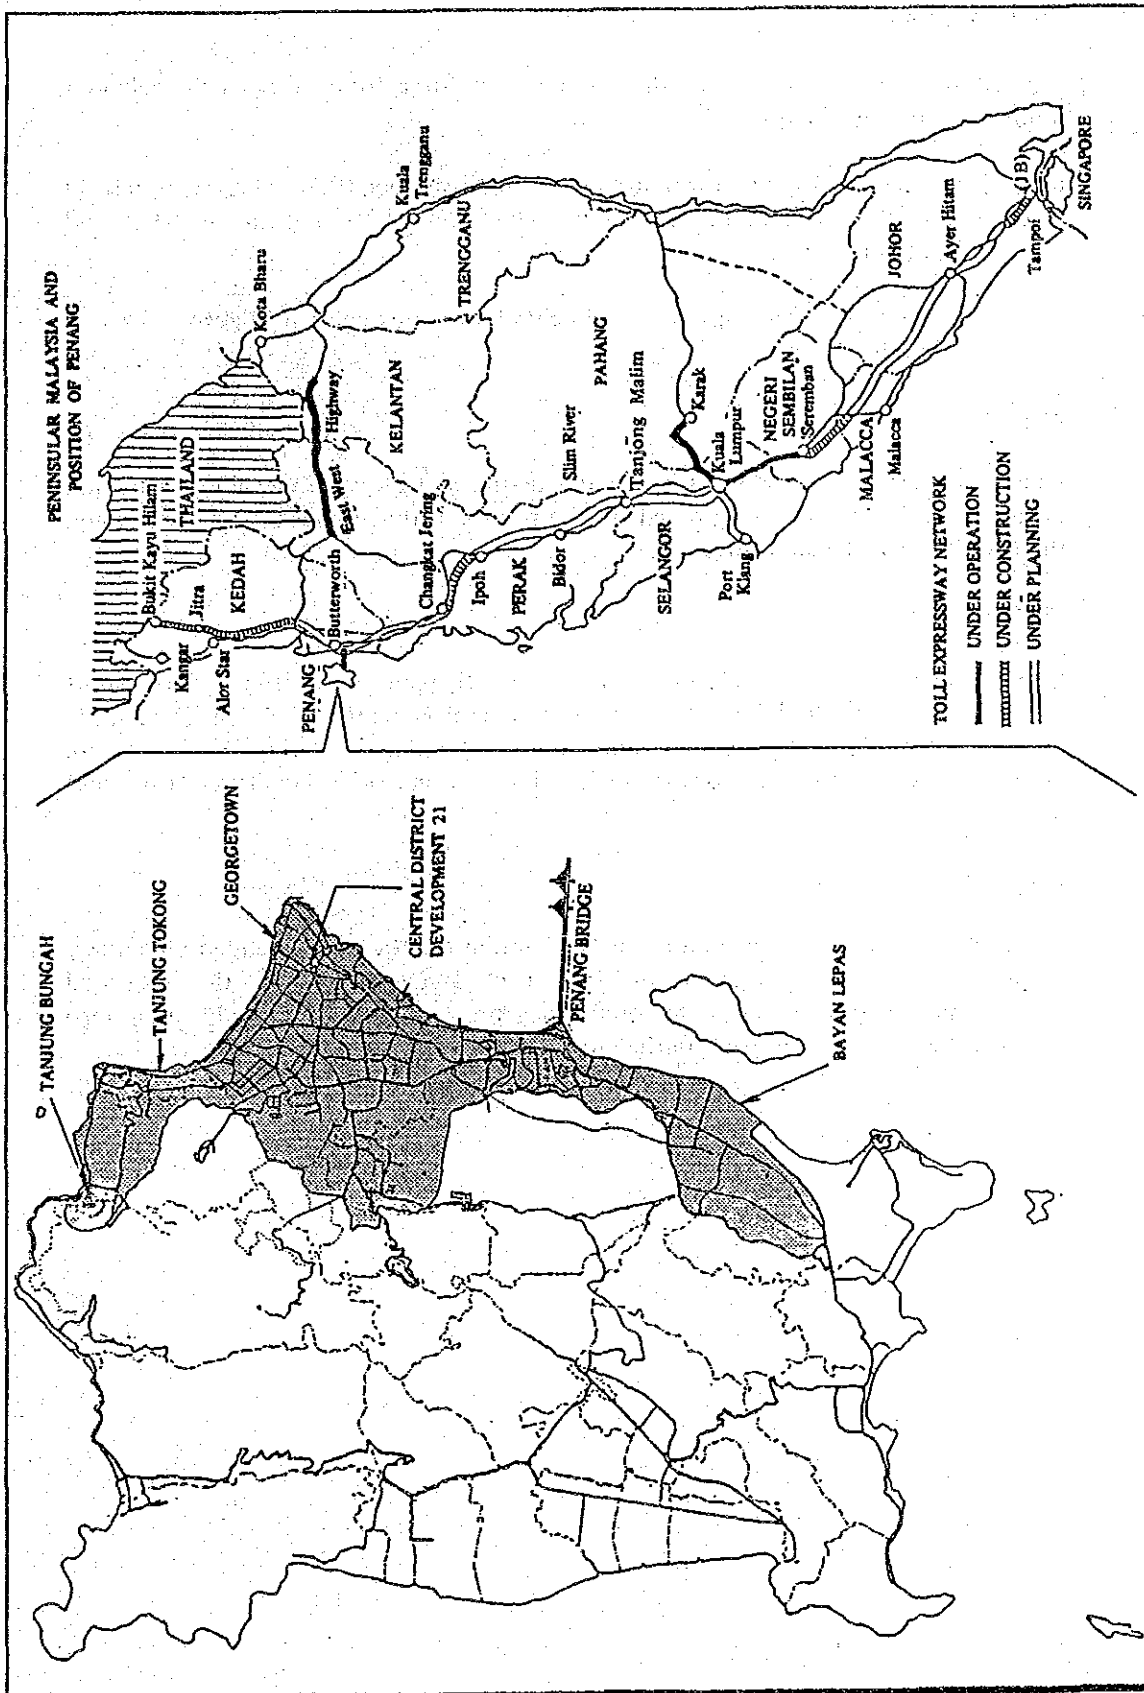 PENINSULAR MALAYSIA AND
POSITION OF PENANG
Bukit Kayu Hilam
THAILAND
Jitra
Kangar
Alor Star
KEDAH
Kota Bharu
Kuala
Trengganu
TRENGGANU
East West Highway
KELANTAN
Butterworth
PENANG
Changkat Jering
Ipoh
PERAK
Bidor
Slim River
Tanjong Malim
PAHANG
SELANGOR
Port
Klang
Kuala
Lumpur
Karak
NEGERI
SEMBILAN
Seremban
MALACCA
Malacca
JOHOR
Ayer Hitam
Tampoi
(JB)
SINGAPORE
TOLL EXPRESSWAY NETWORK
UNDER OPERATION
UNDER CONSTRUCTION
UNDER PLANNING
TANJUNG BUNGAH
TANJUNG TOKONG
GEORGETOWN
CENTRAL DISTRICT
DEVELOPMENT 21
PENANG BRIDGE
BAYAN LEPAS